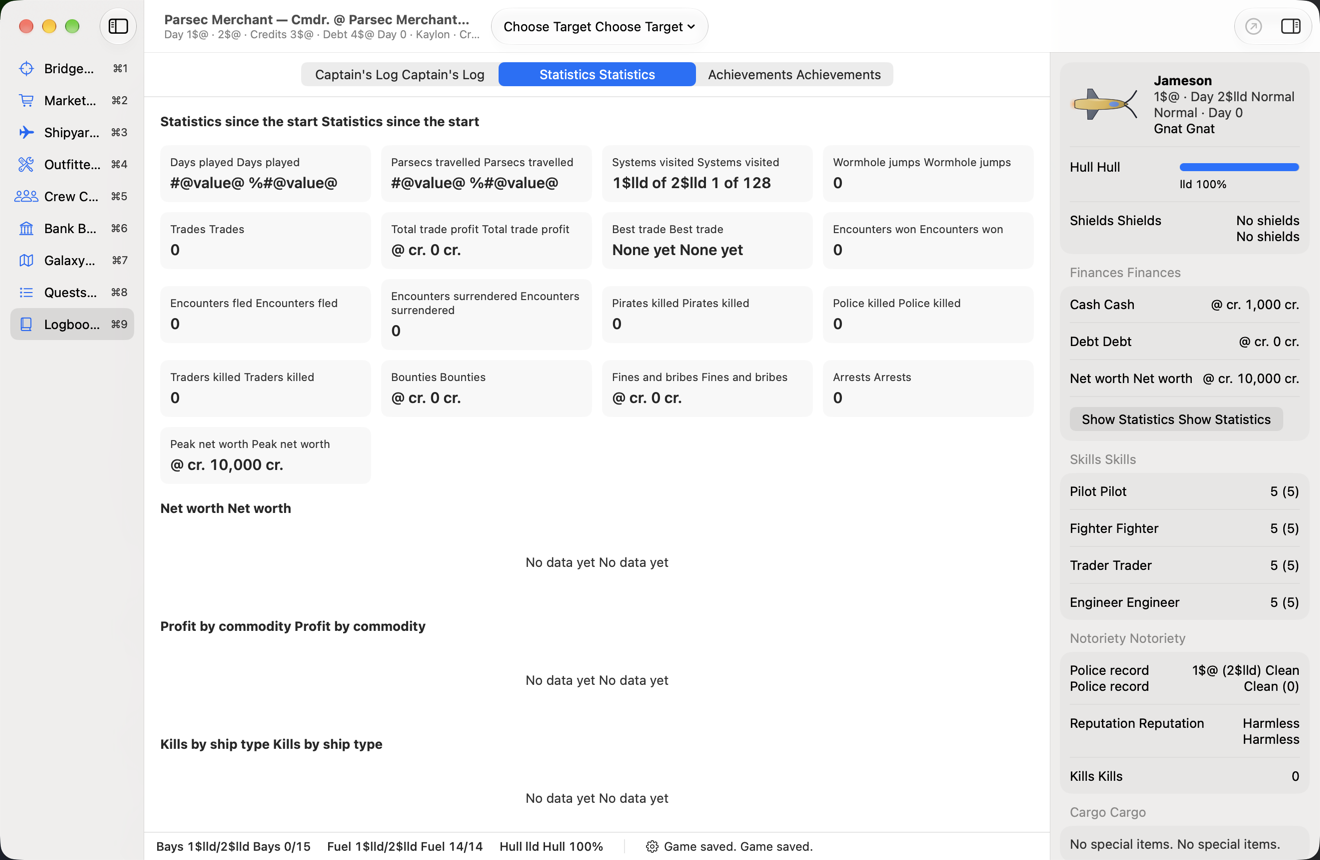 Parsec Merchant — Cmdr. @ Parsec Merchant...
Day 1$@ · 2$@ · Credits 3$@ · Debt 4$@ Day 0 · Kaylon · Cr...
Choose Target Choose Target
Bridge... ⌘1
Market... ⌘2
Shipyar... ⌘3
Outfitte... ⌘4
Crew C... ⌘5
Bank B... ⌘6
Galaxy... ⌘7
Quests... ⌘8
Logboo... ⌘9
Captain's Log Captain's Log
Statistics Statistics
Achievements Achievements
Statistics since the start Statistics since the start
Days played Days played
#@value@ %#@value@
Parsecs travelled Parsecs travelled
#@value@ %#@value@
Systems visited Systems visited
1$lld of 2$lld 1 of 128
Wormhole jumps Wormhole jumps
0
Trades Trades
0
Total trade profit Total trade profit
@ cr. 0 cr.
Best trade Best trade
None yet None yet
Encounters won Encounters won
0
Encounters fled Encounters fled
0
Encounters surrendered Encounters
surrendered
0
Pirates killed Pirates killed
0
Police killed Police killed
0
Traders killed Traders killed
0
Bounties Bounties
@ cr. 0 cr.
Fines and bribes Fines and bribes
@ cr. 0 cr.
Arrests Arrests
0
Peak net worth Peak net worth
@ cr. 10,000 cr.
Net worth Net worth
No data yet No data yet
Profit by commodity Profit by commodity
No data yet No data yet
Kills by ship type Kills by ship type
No data yet No data yet
Bays 1$lld/2$lld Bays 0/15
Fuel 1$lld/2$lld Fuel 14/14
Hull lld Hull 100%
Game saved. Game saved.
Jameson
1$@ · Day 2$lld Normal
Normal · Day 0
Gnat Gnat
Hull Hull
lld 100%
Shields Shields
No shields
No shields
Finances Finances
Cash Cash @ cr. 1,000 cr.
Debt Debt @ cr. 0 cr.
Net worth Net worth @ cr. 10,000 cr.
Show Statistics Show Statistics
Skills Skills
Pilot Pilot 5 (5)
Fighter Fighter 5 (5)
Trader Trader 5 (5)
Engineer Engineer 5 (5)
Notoriety Notoriety
Police record 1$@ (2$lld) Clean
Police record Clean (0)
Reputation Reputation Harmless
Harmless
Kills Kills 0
Cargo Cargo
No special items. No special items.